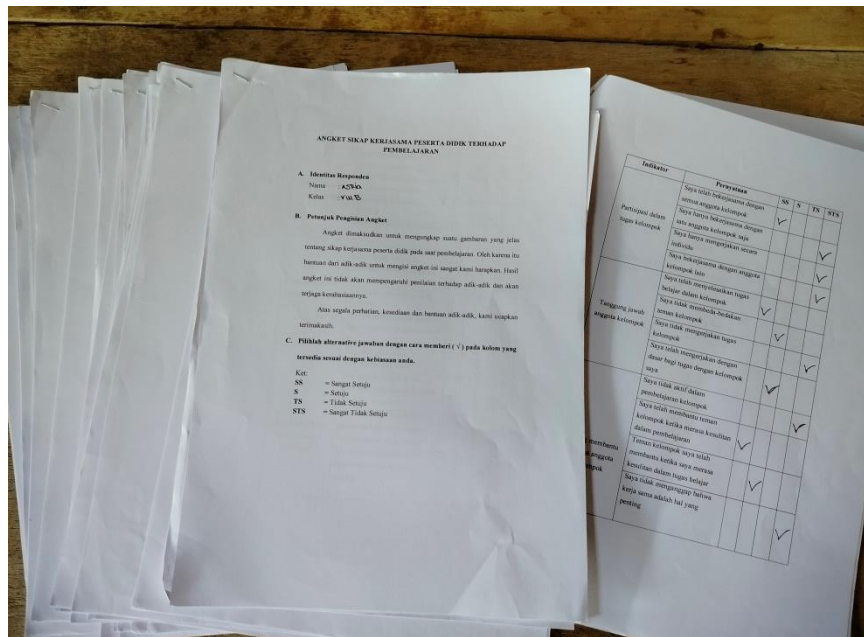 ANGKET SIKAP KERJASAMA PESERTA DIDIK TERHADAP
PEMBELAJARAN
A. Identitas Responden
Nama :
Kelas : VIII B
B. Petunjuk Pengisian Angket
Angket dimaksudkan untuk mengungkap suatu gambaran yang jelas
tentang sikap kerjasama peserta didik pada saat pembelajaran. Oleh karena itu
bantuan dari adik-adik untuk mengisi angket ini sangat kami harapkan. Hasil
angket ini tidak akan mempengaruhi penilaian terhadap adik-adik dan akan
terjaga kerahasiaannya.
Atas segala perhatian, kesediaan dan bantuan adik-adik, kami ucapkan
terimakasih.
C. Pilihlah alternative jawaban dengan cara memberi ( √ ) pada kolom yang
tersedia sesuai dengan kebiasaan anda.
Ket:
SS = Sangat Setuju
S = Setuju
TS = Tidak Setuju
STS = Sangat Tidak Setuju
Indikator Pernyataan SS S TS STS
Partisipasi dalam
tugas kelompok
Saya telah bekerjasama dengan
semua anggota kelompok
Saya hanya bekerjasama dengan
satu anggota kelompok saja
Saya hanya mengerjakan secara
individu
Saya bekerjasama dengan anggota
kelompok lain
Tanggung jawab
anggota kelompok
Saya telah menyelesaikan tugas
belajar dalam kelompok
Saya tidak membeda-bedakan
teman kelompok
Saya tidak mengerjakan tugas
kelompok
Saya telah mengerjakan dengan
dasar bagi tugas dengan kelompok
saya
membantu
anggota
Saya tidak aktif dalam
pembelajaran kelompok
Saya telah membantu teman
kelompok ketika merasa kesulitan
dalam pembelajaran
Teman kelompok saya telah
membantu ketika saya merasa
kesulitan dalam tugas belajar
Saya tidak menganggap bahwa
kerja sama adalah hal yang
penting